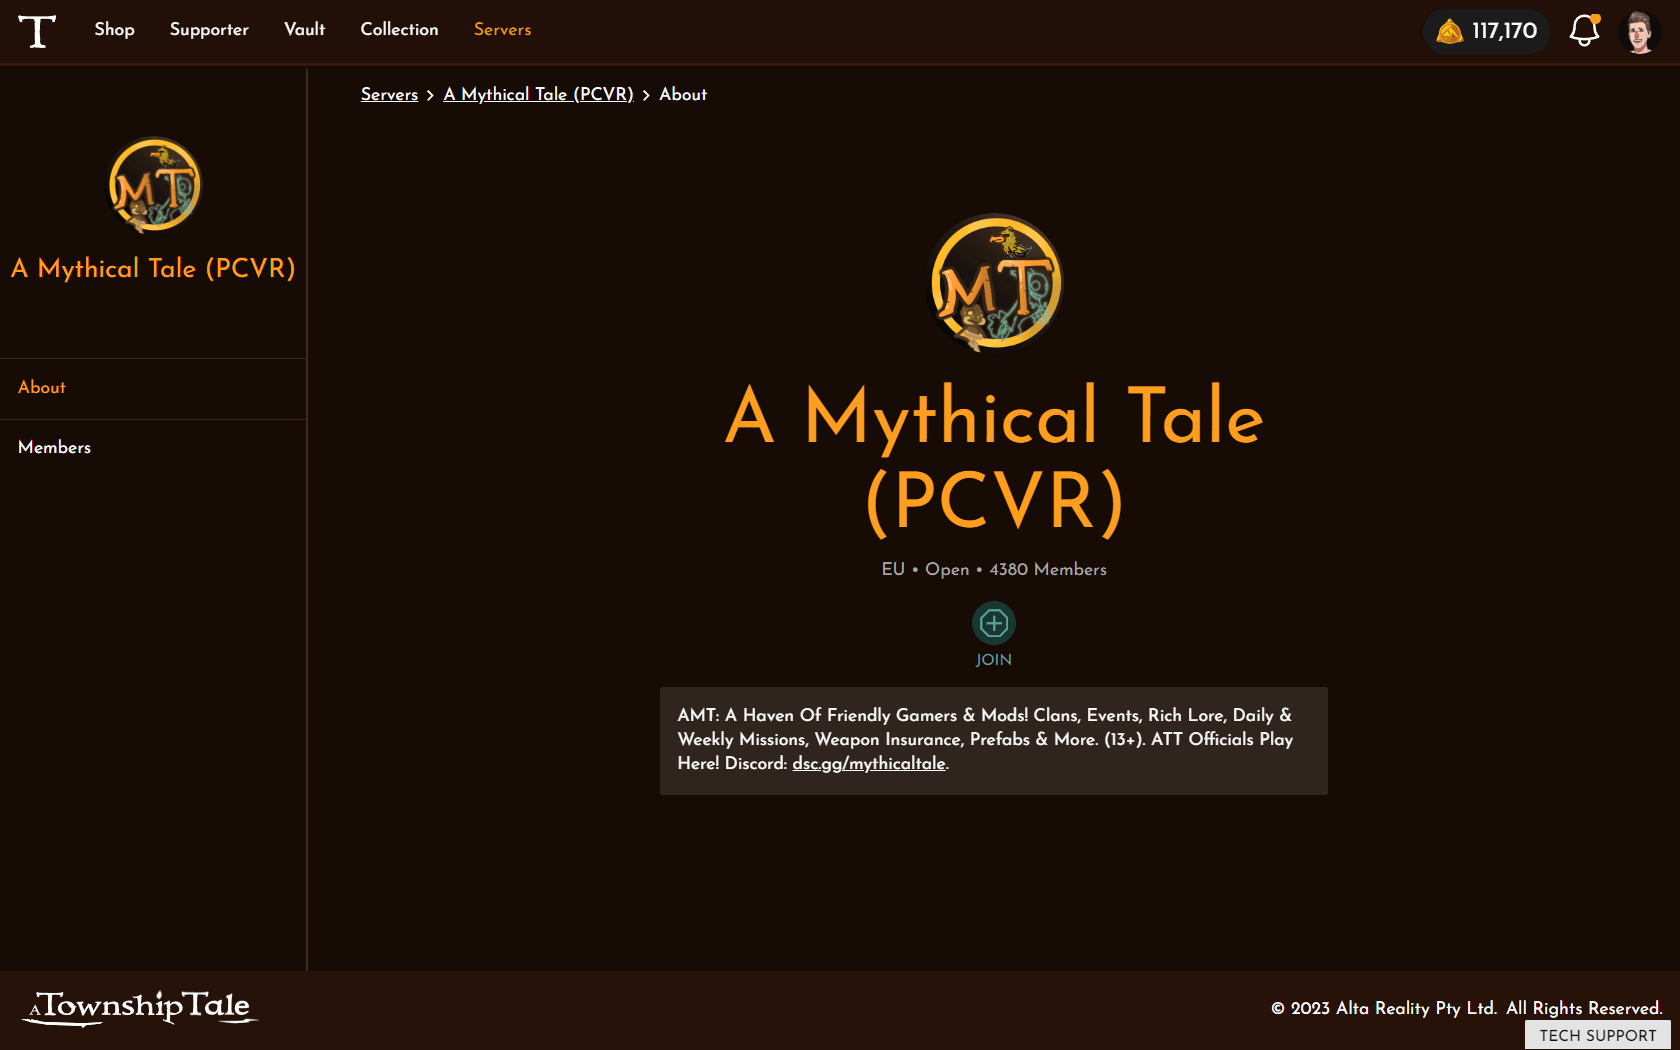 T
Shop
Supporter
Vault
Collection
Servers
117,170
MT
A Mythical Tale (PCVR)
About
Members
Servers > A Mythical Tale (PCVR) > About
MT
A Mythical Tale
(PCVR)
EU • Open • 4380 Members
JOIN
AMT: A Haven Of Friendly Gamers & Mods! Clans, Events, Rich Lore, Daily &
Weekly Missions, Weapon Insurance, Prefabs & More. (13+). ATT Officials Play
Here! Discord: dsc.gg/mythicaltale.
A Township Tale
© 2023 Alta Reality Pty Ltd. All Rights Reserved.
TECH SUPPORT